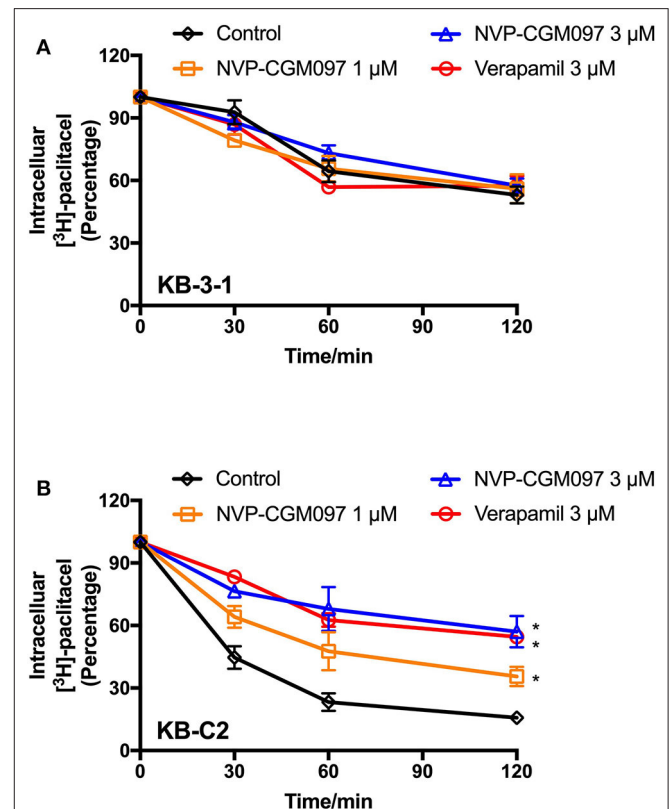 A
Control
NVP-CGM097 3 μM
NVP-CGM097 1 μM
Verapamil 3 μM
Intracelluar
[³H]-paclitacel
(Percentage)
120
90
60
30
0
KB-3-1
0 30 60 90 120
Time/min
B
Control
NVP-CGM097 3 μM
NVP-CGM097 1 μM
Verapamil 3 μM
Intracelluar
[³H]-paclitacel
(Percentage)
120
90
60
30
0
*
*
*
KB-C2
0 30 60 90 120
Time/min